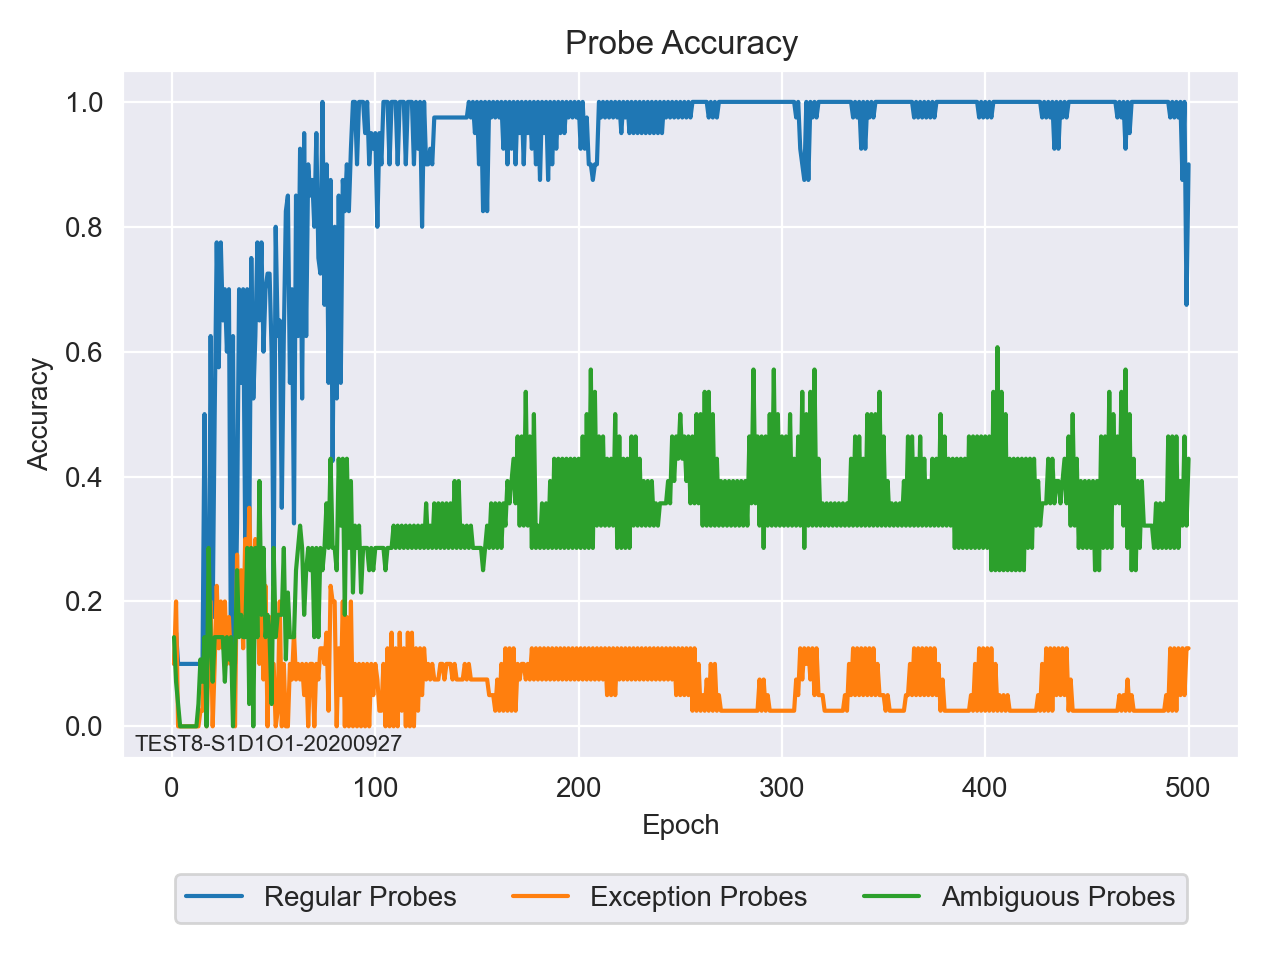 Probe Accuracy
1.0
0.8
0.6
0.4
0.2
0.0
Accuracy
TEST8-S1D1O1-20200927
0 100 200 300 400 500
Epoch
Regular Probes Exception Probes Ambiguous Probes